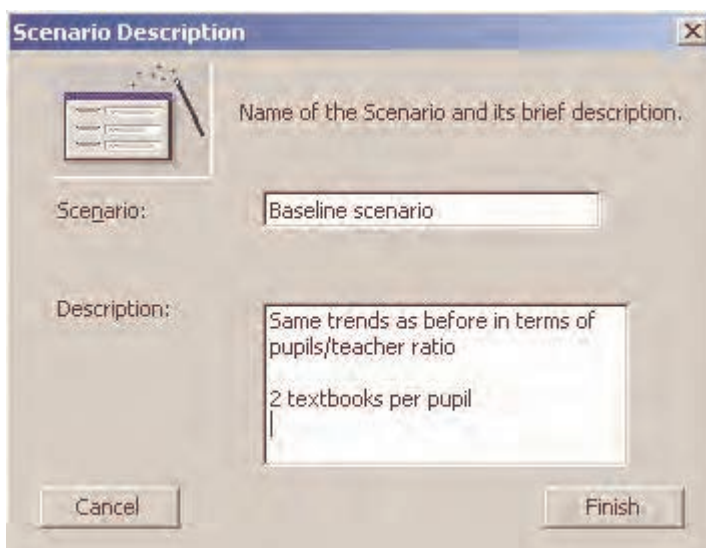 Scenario Description
Name of the Scenario and its brief description.
Scenario:
Baseline scenario
Description:
Same trends as before in terms of
pupils/teacher ratio
2 textbooks per pupil
Cancel
Finish